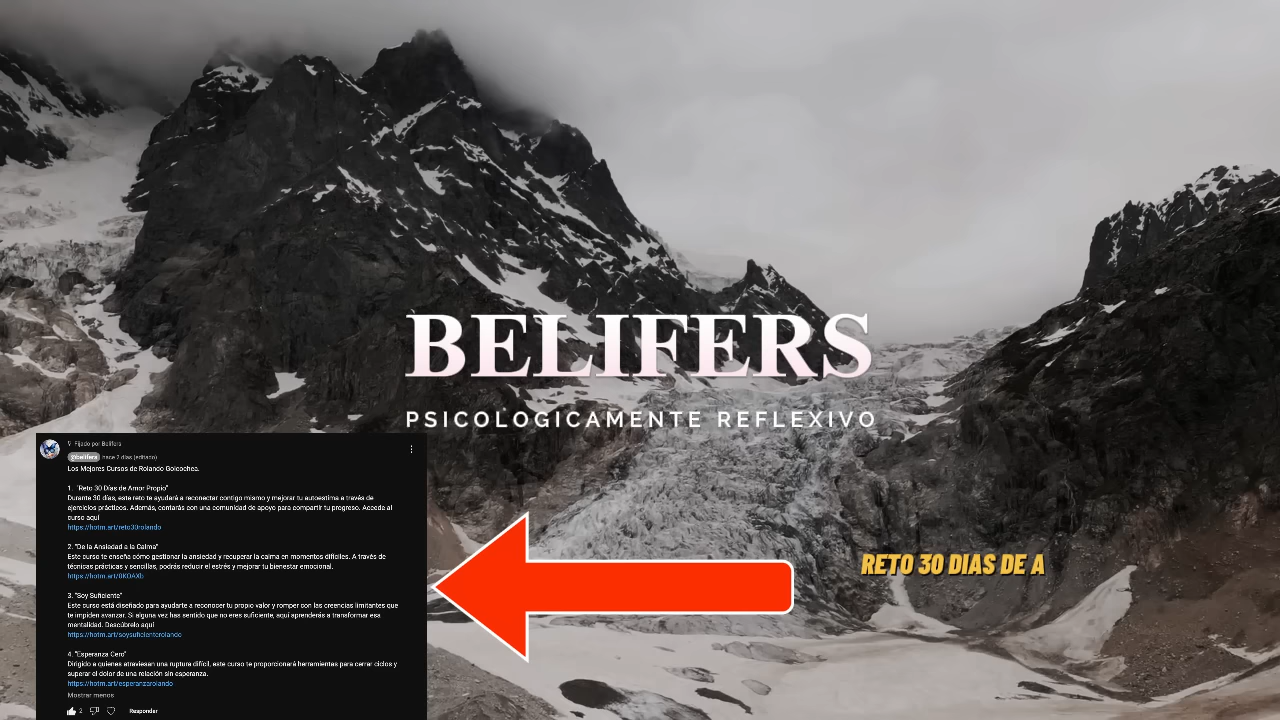 BELIFERS
PSICOLOGICAMENTE REFLEXIVO
Fijado por Belifers
@belifers hace 2 días (editado)
Los Mejores Cursos de Rolando Goicochea.
1. "Reto 30 Días de Amor Propio"
Durante 30 días, este reto te ayudará a reconectar contigo mismo y mejorar tu autoestima a través de
ejercicios prácticos. Además, contarás con una comunidad de apoyo para compartir tu progreso. Accede al
curso aquí
https://hotm.art/reto30rolando
2. "De la Ansiedad a la Calma"
Este curso te enseña cómo gestionar la ansiedad y recuperar la calma en momentos difíciles. A través de
técnicas prácticas y sencillas, podrás reducir el estrés y mejorar tu bienestar emocional.
https://hotm.art/0KOAXb
3. "Soy Suficiente"
Este curso está diseñado para ayudarte a reconocer tu propio valor y romper con las creencias limitantes que
te impiden avanzar. Si alguna vez has sentido que no eres suficiente, aquí aprenderás a transformar esa
mentalidad. Descúbrelo aquí
https://hotm.art/soysuficienterolando
4. "Esperanza Cero"
Dirigido a quienes atraviesan una ruptura difícil, este curso te proporcionará herramientas para cerrar ciclos y
superar el dolor de una relación sin esperanza.
https://hotm.art/esperanzarolando
Mostrar menos
2 Responder
RETO 30 DIAS DE A